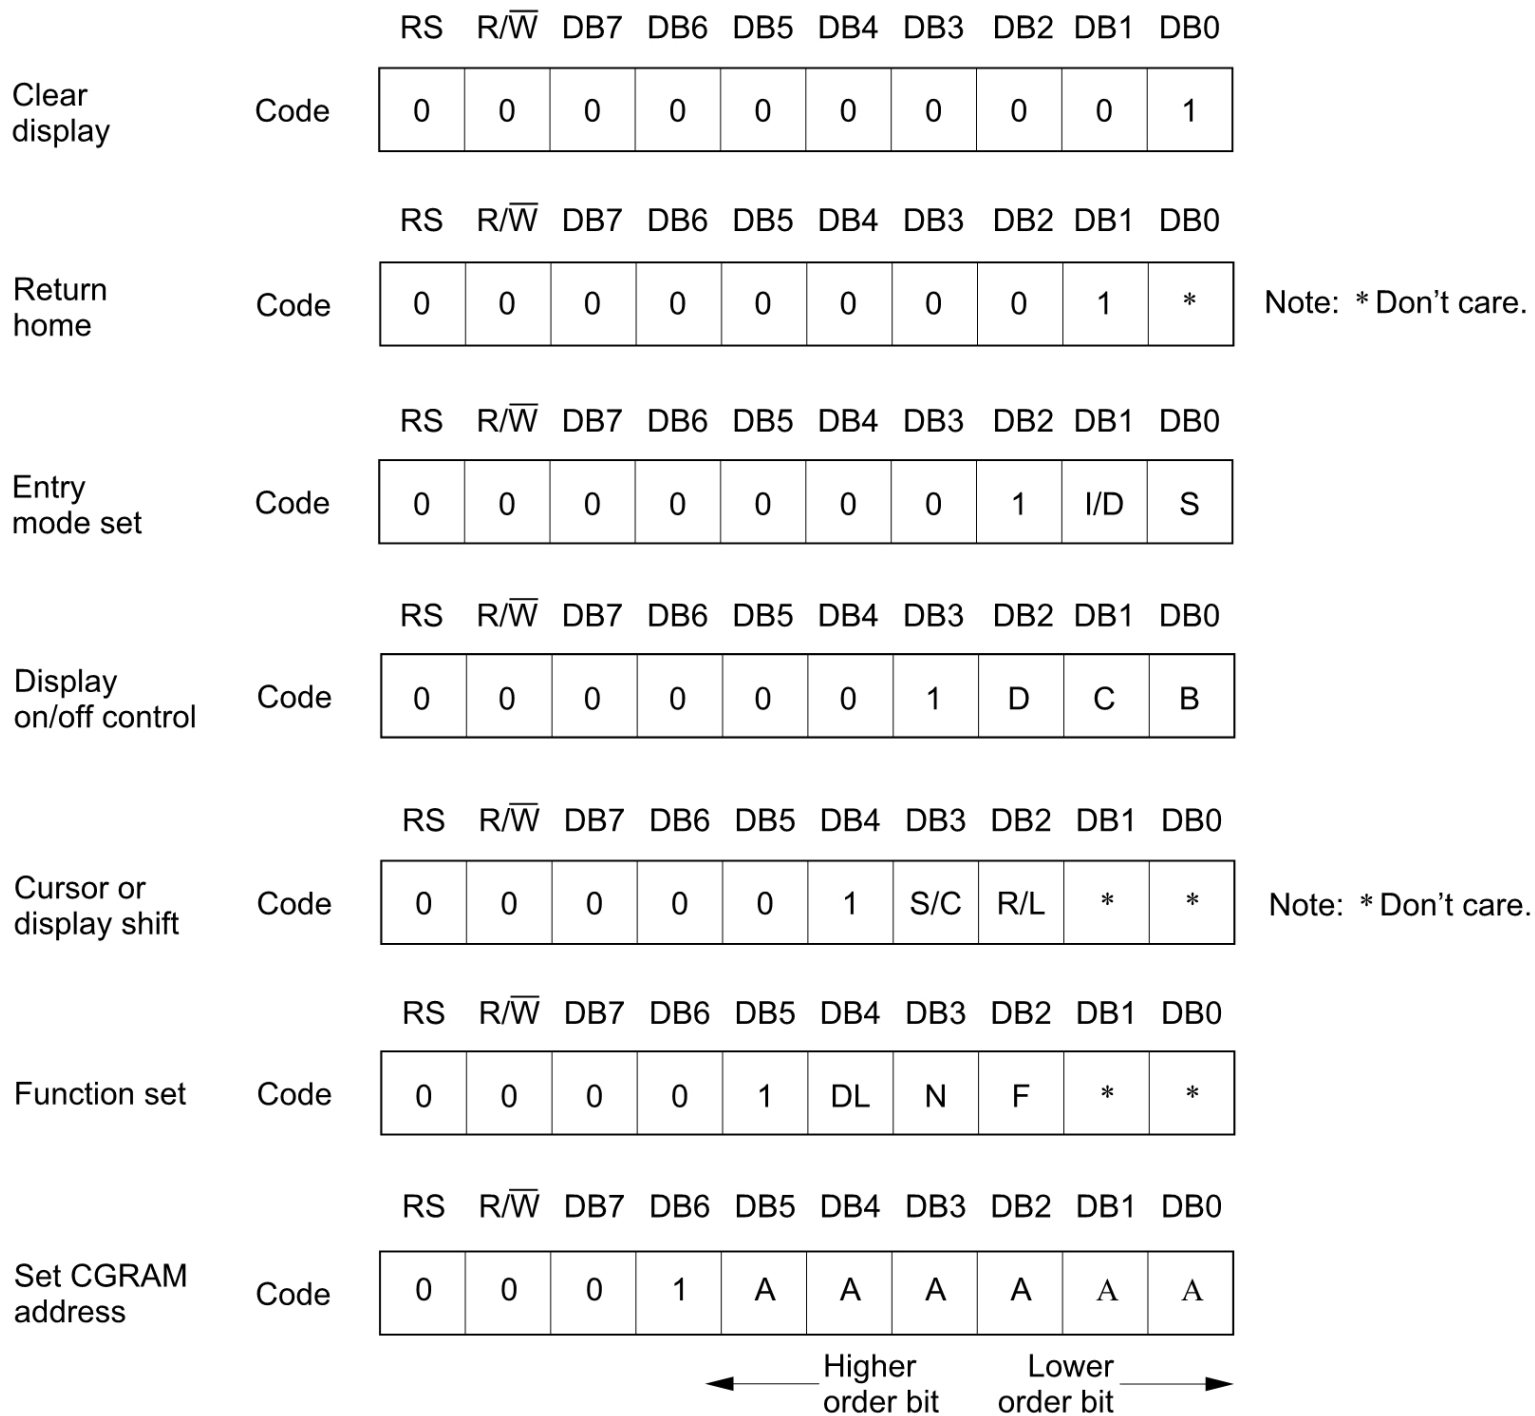 RS R/W̅ DB7 DB6 DB5 DB4 DB3 DB2 DB1 DB0
Clear
display
Code 0 0 0 0 0 0 0 0 0 1
RS R/W̅ DB7 DB6 DB5 DB4 DB3 DB2 DB1 DB0
Return
home
Code 0 0 0 0 0 0 0 0 1 * Note: * Don’t care.
RS R/W̅ DB7 DB6 DB5 DB4 DB3 DB2 DB1 DB0
Entry
mode set
Code 0 0 0 0 0 0 0 1 I/D S
RS R/W̅ DB7 DB6 DB5 DB4 DB3 DB2 DB1 DB0
Display
on/off control
Code 0 0 0 0 0 0 1 D C B
RS R/W̅ DB7 DB6 DB5 DB4 DB3 DB2 DB1 DB0
Cursor or
display shift
Code 0 0 0 0 0 1 S/C R/L * * Note: * Don’t care.
RS R/W̅ DB7 DB6 DB5 DB4 DB3 DB2 DB1 DB0
Function set Code 0 0 0 0 1 DL N F * *
RS R/W̅ DB7 DB6 DB5 DB4 DB3 DB2 DB1 DB0
Set CGRAM
address
Code 0 0 0 1 A A A A A A
Higher
order bit
Lower
order bit